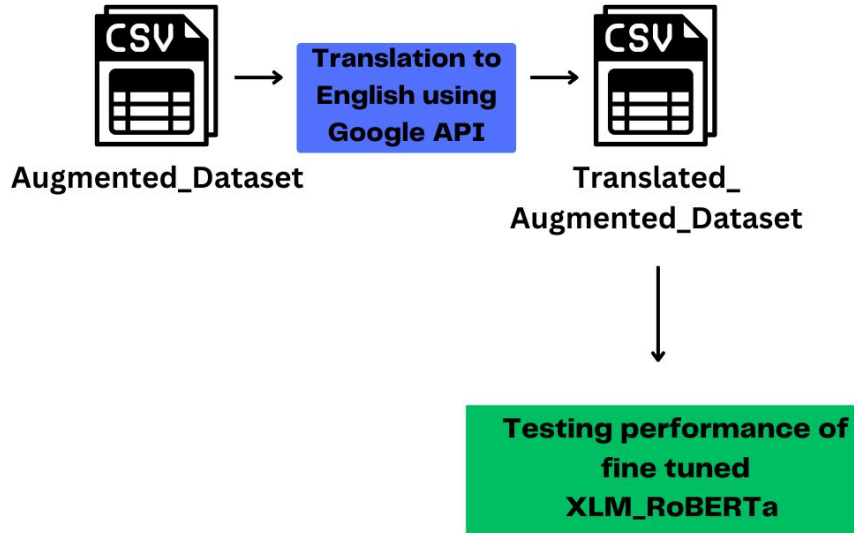 CSV
Translation to
English using
Google API
CSV
Augmented_Dataset
Translated_
Augmented_Dataset
Testing performance of
fine tuned
XLM_RoBERTa